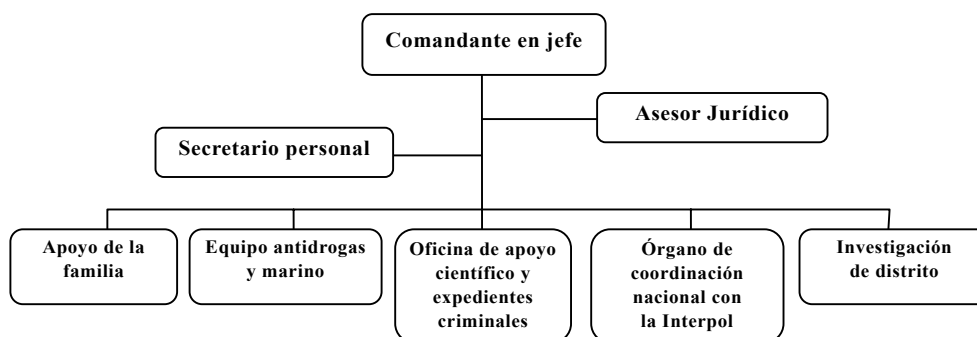 Comandante en jefe
Asesor Jurídico
Secretario personal
Apoyo de la
familia
Equipo antidrogas
y marino
Oficina de apoyo
científico y
expedientes
criminales
Órgano de
coordinación
nacional con
la Interpol
Investigación
de distrito